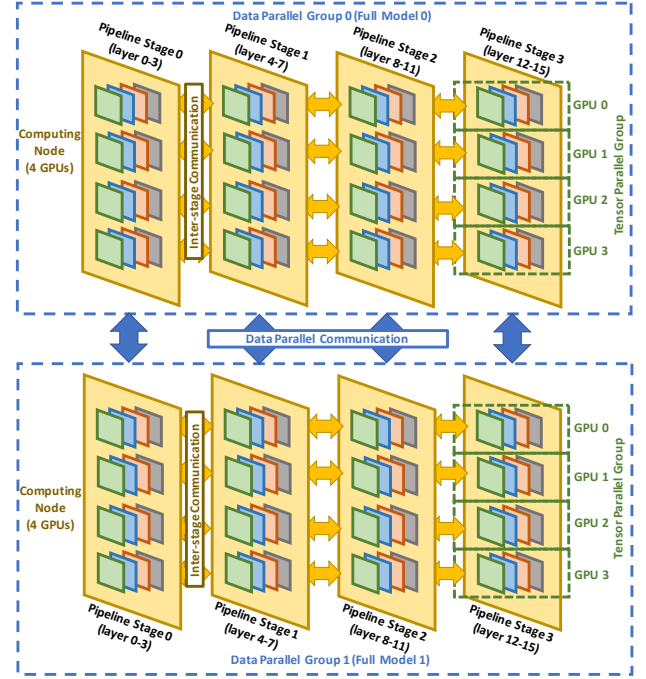 Data Parallel Group 0 (Full Model 0)
Pipeline Stage 0
(layer 0-3)
Pipeline Stage 1
(layer 4-7)
Pipeline Stage 2
(layer 8-11)
Pipeline Stage 3
(layer 12-15)
Computing
Node
(4 GPUs)
Inter-stage Communication
GPU 0
GPU 1
GPU 2
GPU 3
Tensor Parallel Group
Data Parallel Communication
Computing
Node
(4 GPUs)
Inter-stage Communication
GPU 0
GPU 1
GPU 2
GPU 3
Tensor Parallel Group
Pipeline Stage 0
(layer 0-3)
Pipeline Stage 1
(layer 4-7)
Pipeline Stage 2
(layer 8-11)
Pipeline Stage 3
(layer 12-15)
Data Parallel Group 1 (Full Model 1)